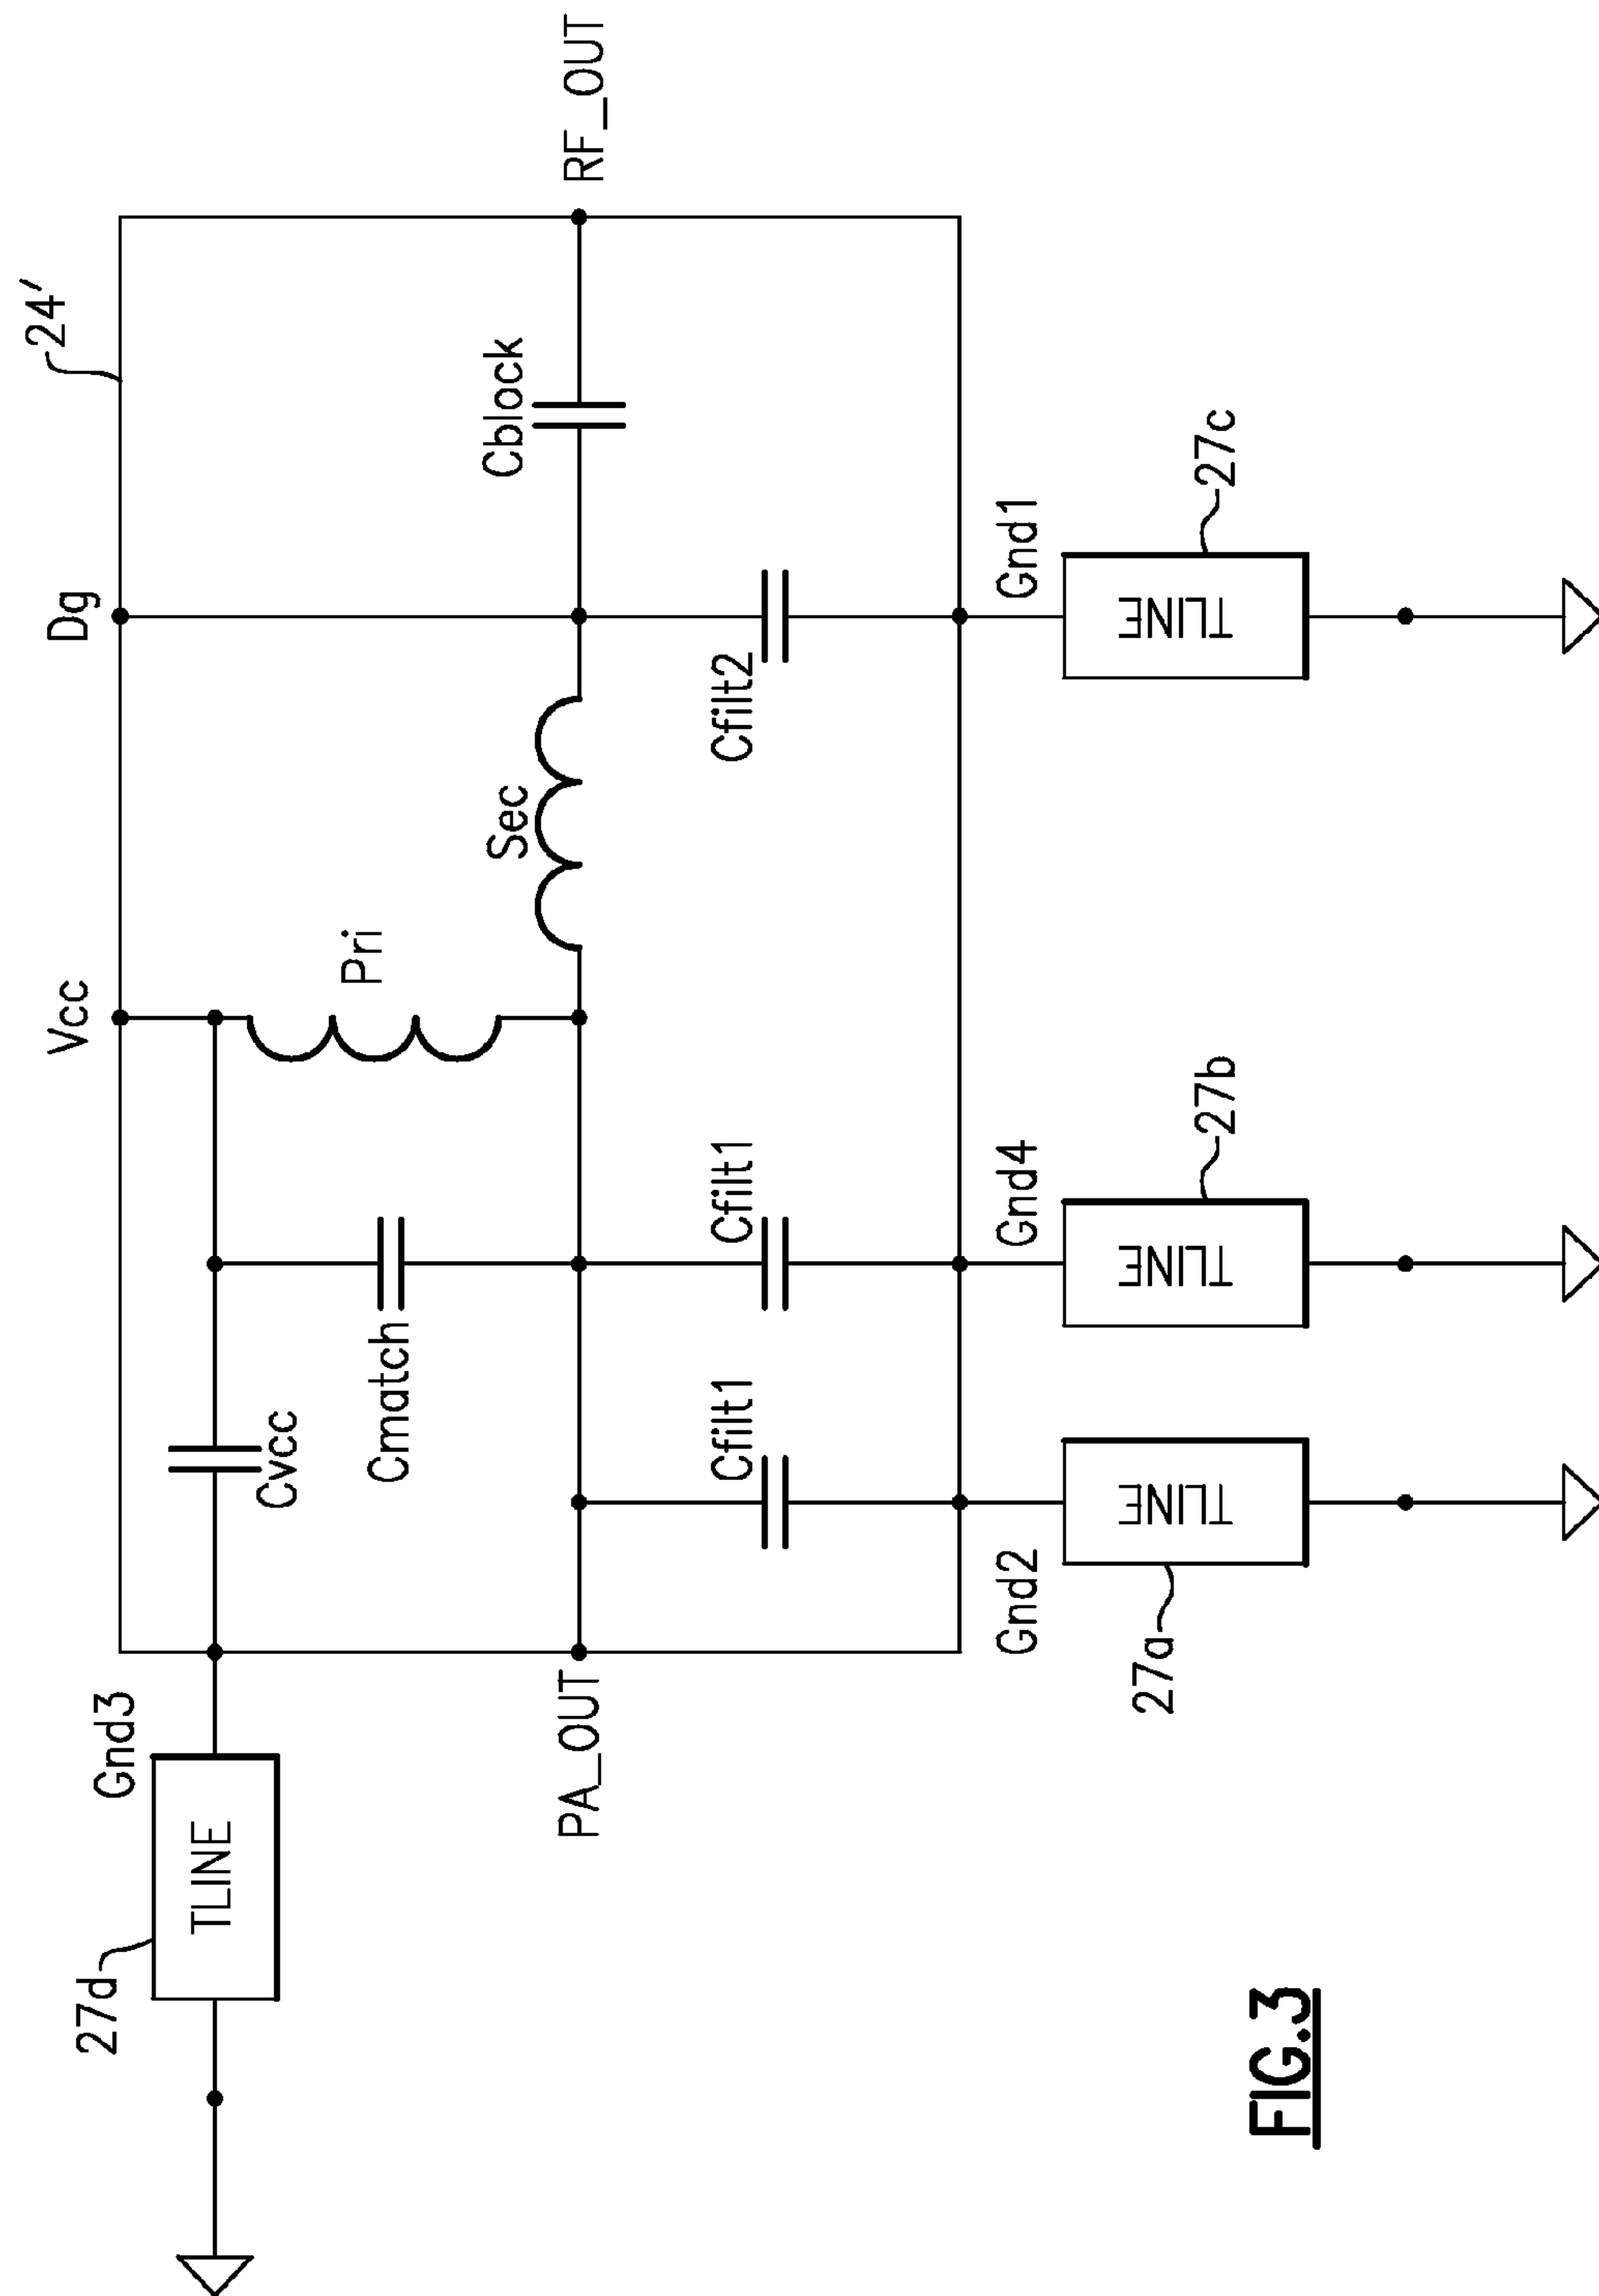 24′
Dg
Vcc
RF_OUT
Cblock
Sec
Pri
Cvcc
Cmatch
Cfilt1
Cfilt1
Cfilt2
Gnd3
27d
TLINE
PA_OUT
Gnd2
TLINE
27a
Gnd4
TLINE
27b
Gnd1
TLINE
27c
FIG.3